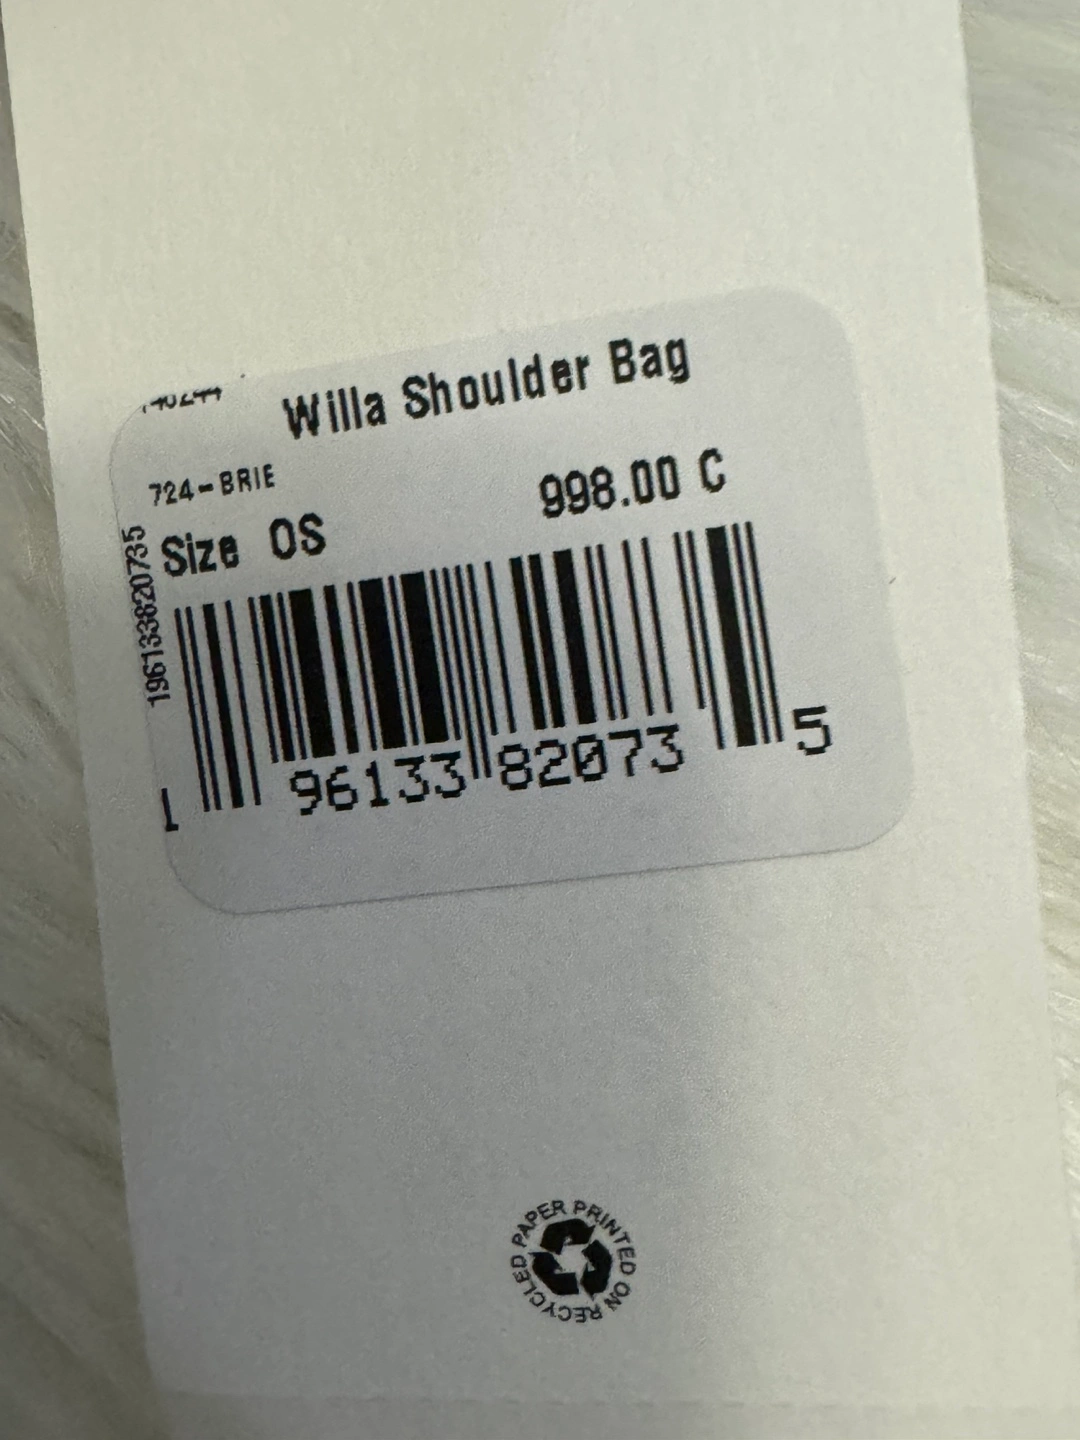 Willa Shoulder Bag
724-BRIE
998.00 C
Size OS
196133820735
1 96133 82073 5
PRINTED ON RECYCLED PAPER